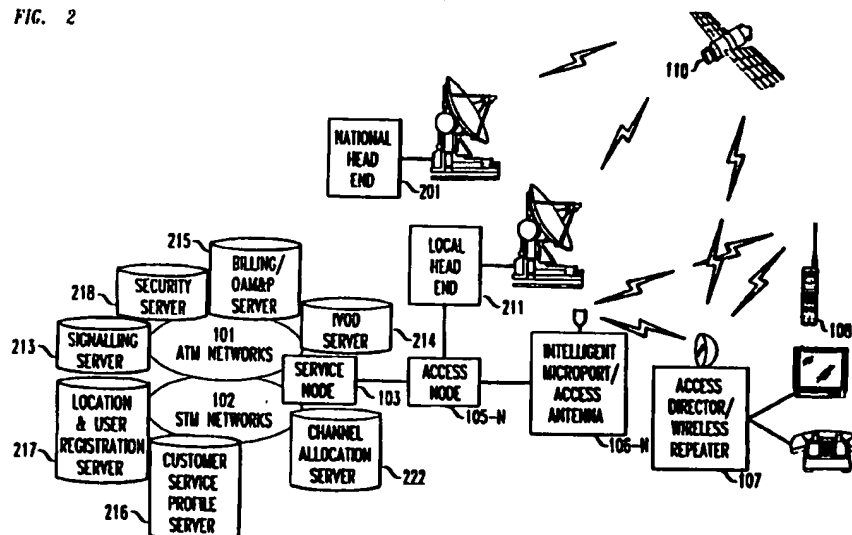 FIG. 2
110
NATIONAL
HEAD
END
201
LOCAL
HEAD
END
211
215
BILLING/
OAM&P
SERVER
218
SECURITY
SERVER
213
SIGNALLING
SERVER
101
ATM NETWORKS
IVOD
SERVER
214
SERVICE
NODE
103
ACCESS
NODE
105-N
INTELLIGENT
MICROPORT/
ACCESS
ANTENNA
106-N
ACCESS
DIRECTOR/
WIRELESS
REPEATER
107
108
102
STM NETWORKS
LOCATION
& USER
REGISTRATION
SERVER
217
CUSTOMER
SERVICE
PROFILE
SERVER
216
CHANNEL
ALLOCATION
SERVER
222